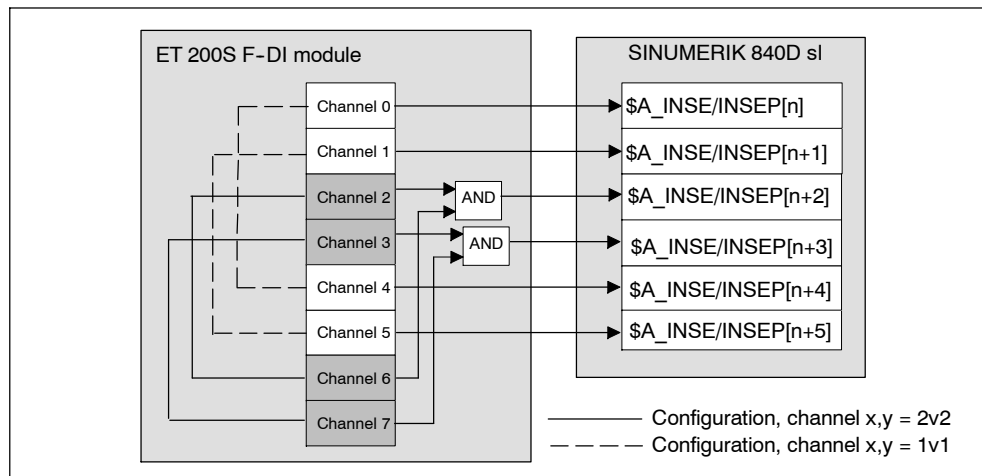 ET 200S F-DI module
Channel 0
Channel 1
Channel 2
Channel 3
Channel 4
Channel 5
Channel 6
Channel 7
AND
AND
SINUMERIK 840D sl
$A_INSE/INSEP[n]
$A_INSE/INSEP[n+1]
$A_INSE/INSEP[n+2]
$A_INSE/INSEP[n+3]
$A_INSE/INSEP[n+4]
$A_INSE/INSEP[n+5]
Configuration, channel x,y = 2v2
Configuration, channel x,y = 1v1